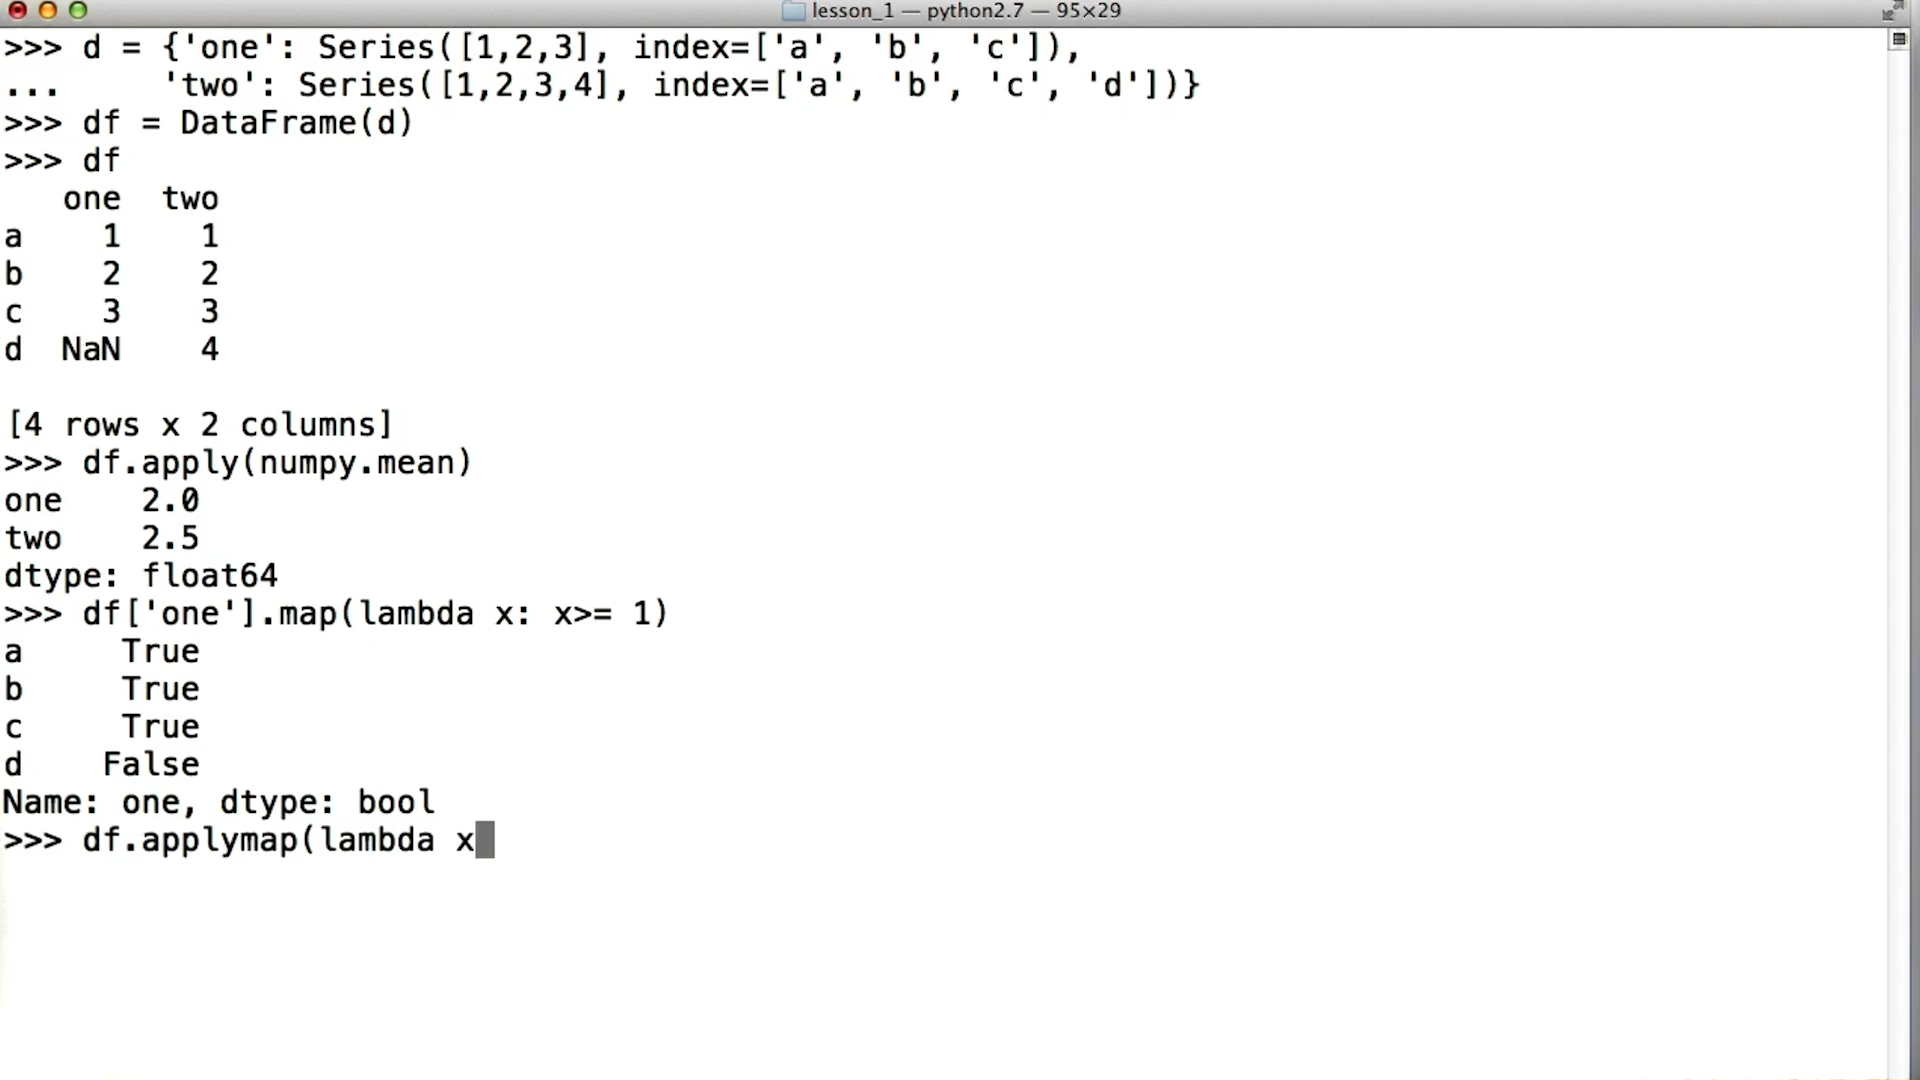 lesson_1 — python2.7 — 95×29
>>> d = {'one': Series([1,2,3], index=['a', 'b', 'c']),
...      'two': Series([1,2,3,4], index=['a', 'b', 'c', 'd'])}
>>> df = DataFrame(d)
>>> df
   one  two
a    1    1
b    2    2
c    3    3
d  NaN    4

[4 rows x 2 columns]
>>> df.apply(numpy.mean)
one    2.0
two    2.5
dtype: float64
>>> df['one'].map(lambda x: x>= 1)
a     True
b     True
c     True
d    False
Name: one, dtype: bool
>>> df.applymap(lambda x